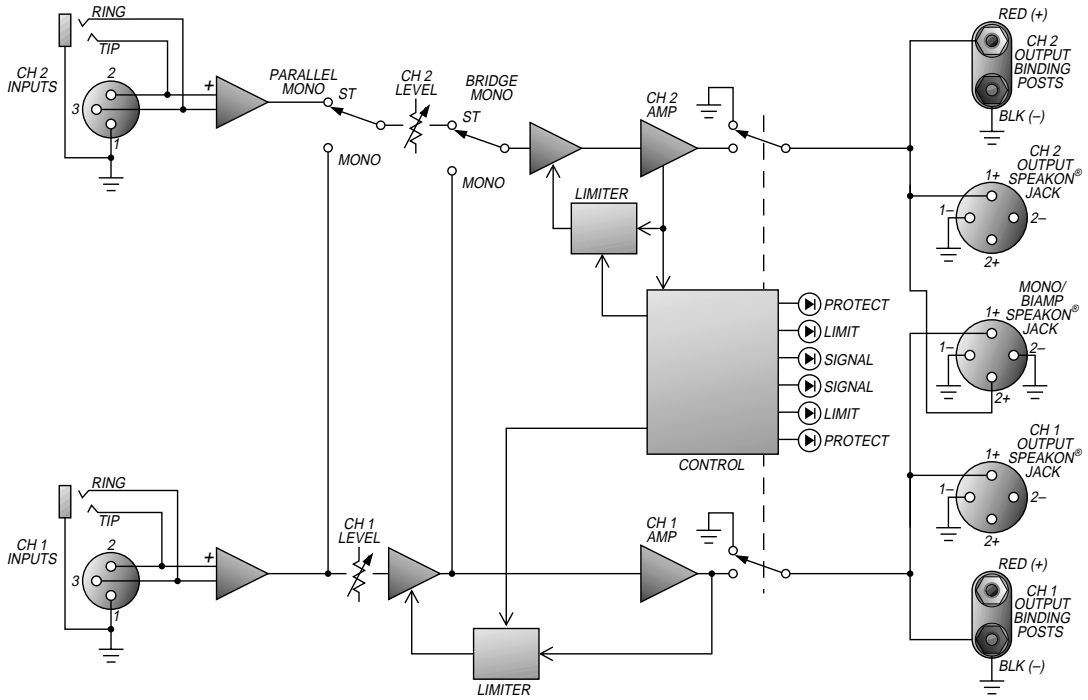 RING
TIP
CH 2
INPUTS
2
3
1
+
PARALLEL
MONO
ST
MONO
CH 2
LEVEL
BRIDGE
MONO
ST
MONO
LIMITER
CH 2
AMP
RED (+)
CH 2
OUTPUT
BINDING
POSTS
BLK (–)
CH 2
OUTPUT
SPEAKON®
JACK
1+
1–
2–
2+
MONO/
BIAMP
SPEAKON®
JACK
1+
1–
2–
2+
PROTECT
LIMIT
SIGNAL
SIGNAL
LIMIT
PROTECT
CONTROL
CH 1
OUTPUT
SPEAKON®
JACK
1+
1–
2–
2+
RING
TIP
CH 1
INPUTS
2
3
1
+
CH 1
LEVEL
CH 1
AMP
LIMITER
RED (+)
CH 1
OUTPUT
BINDING
POSTS
BLK (–)